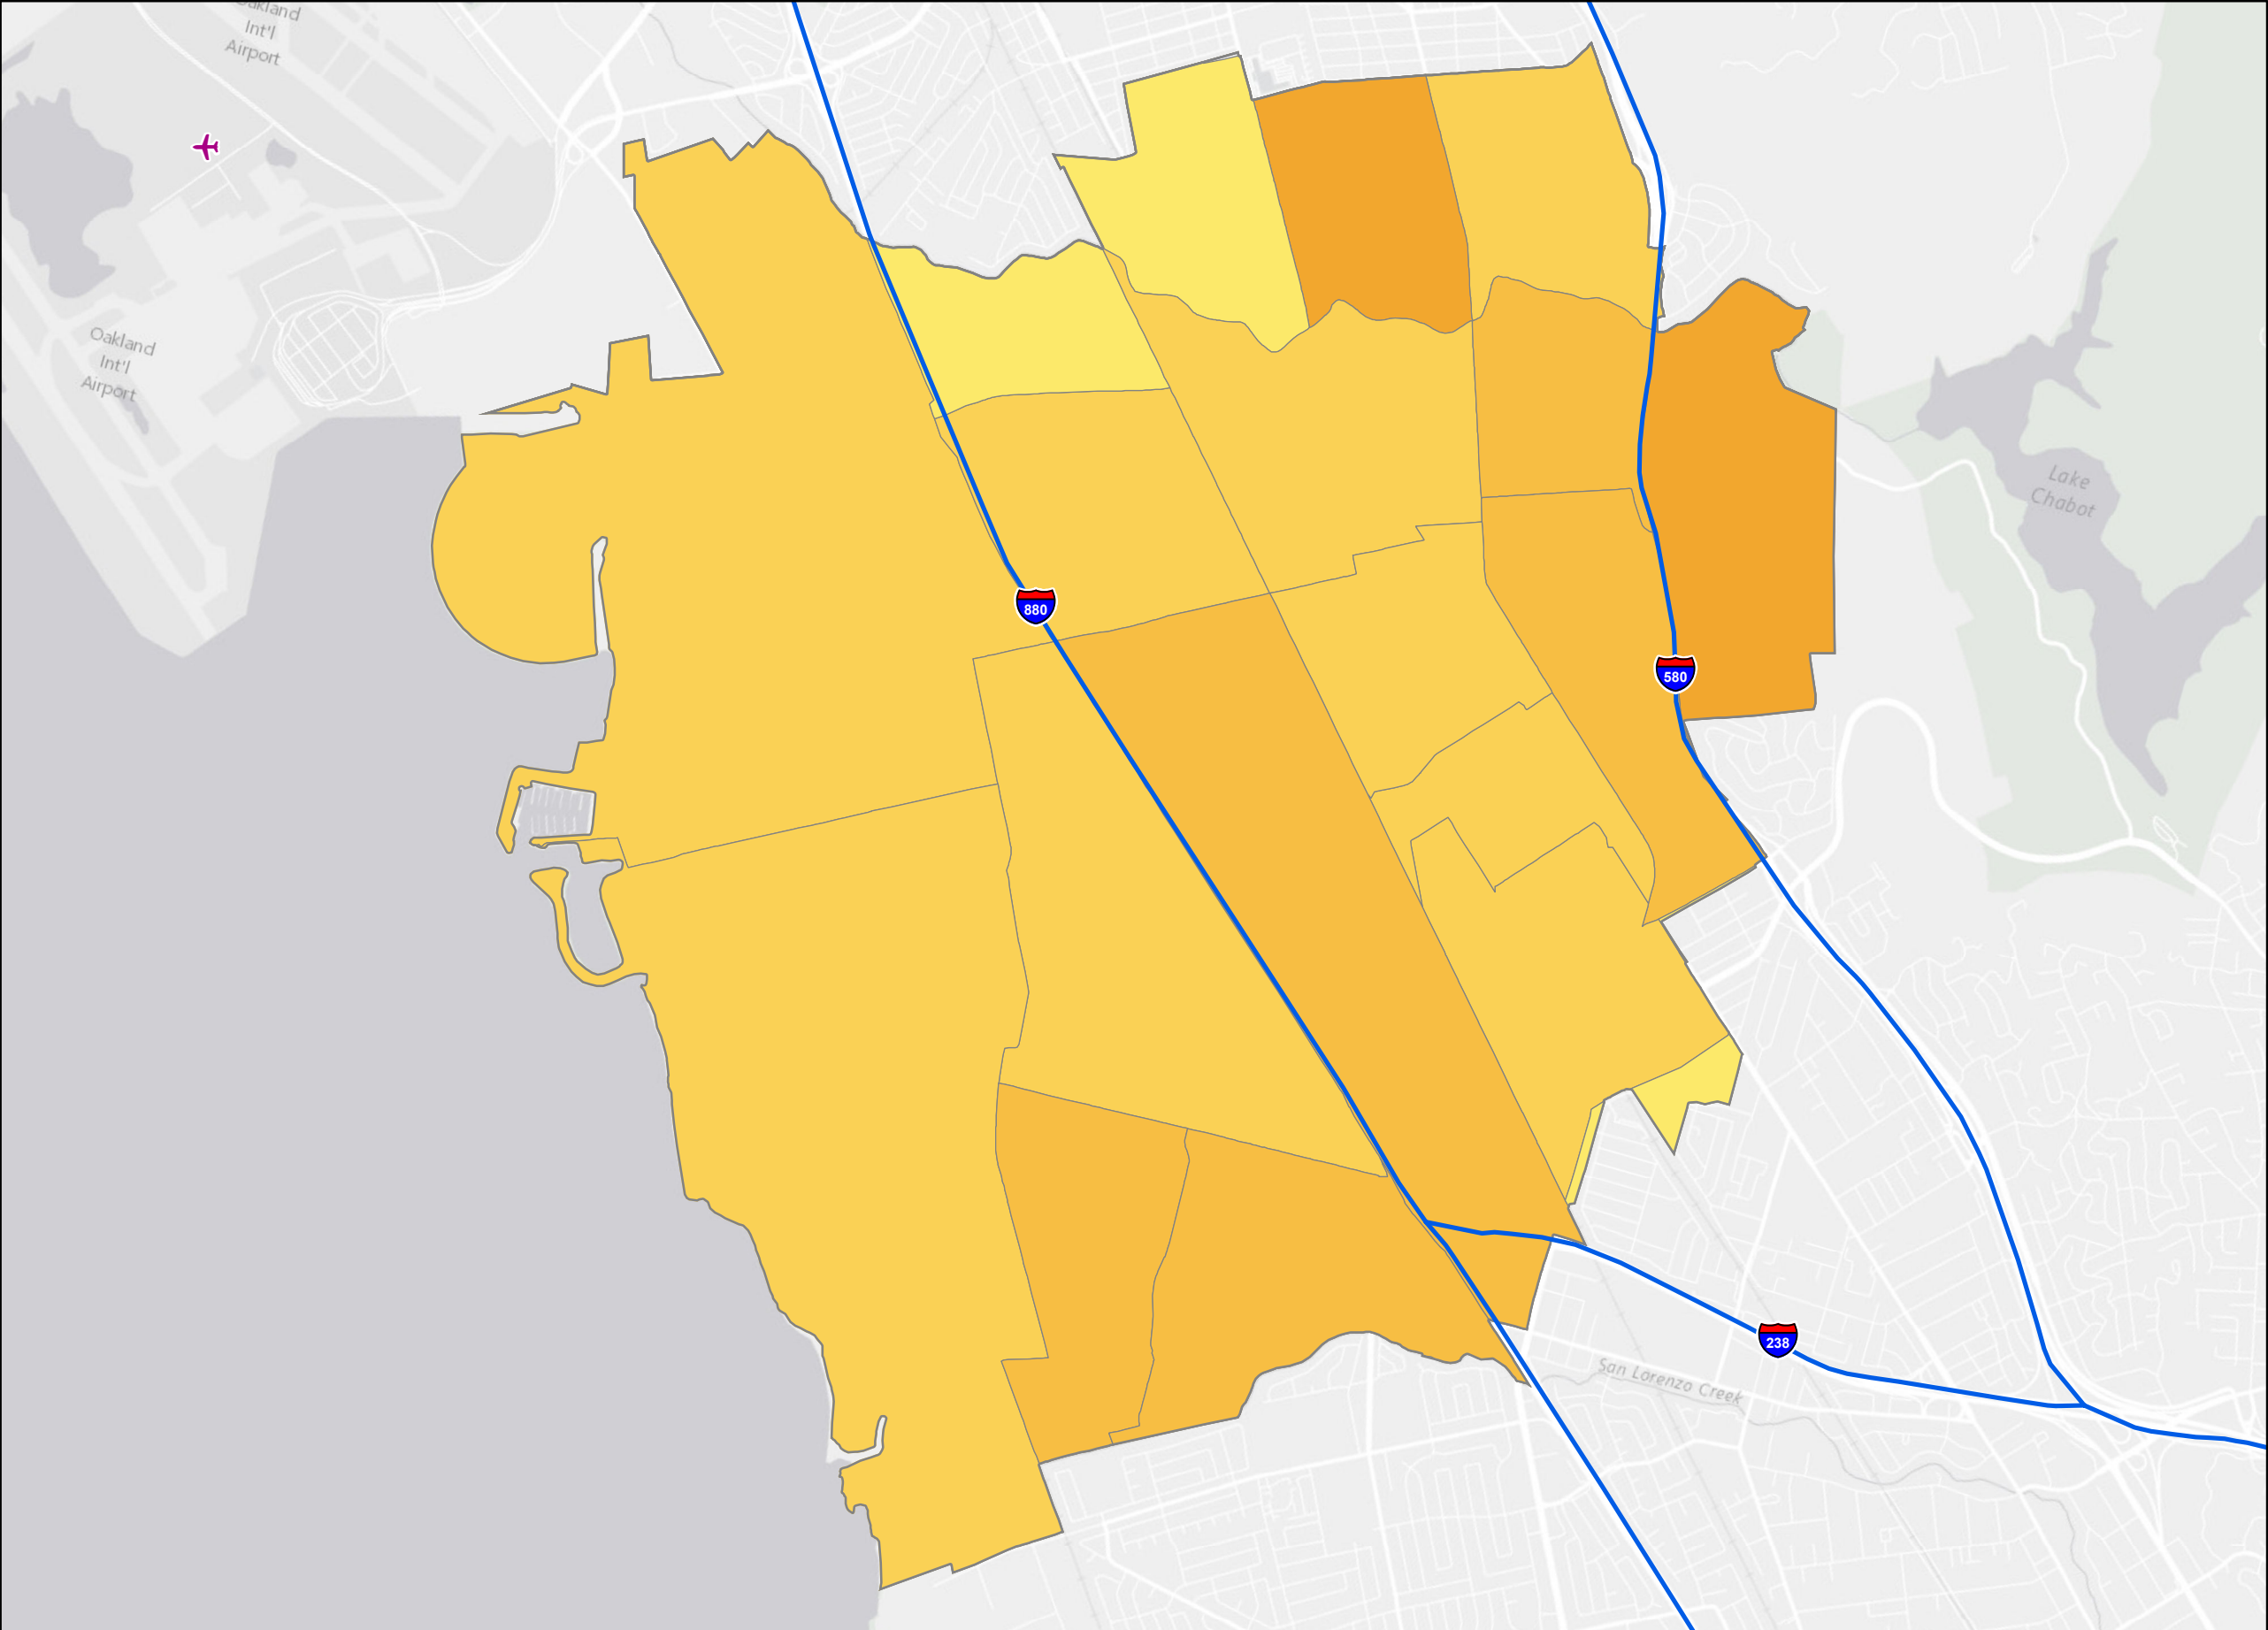 Oakland
Int'l
Airport
Oakland
Int'l
Airport
Lake
Chabot
880
580
238
San Lorenzo Creek